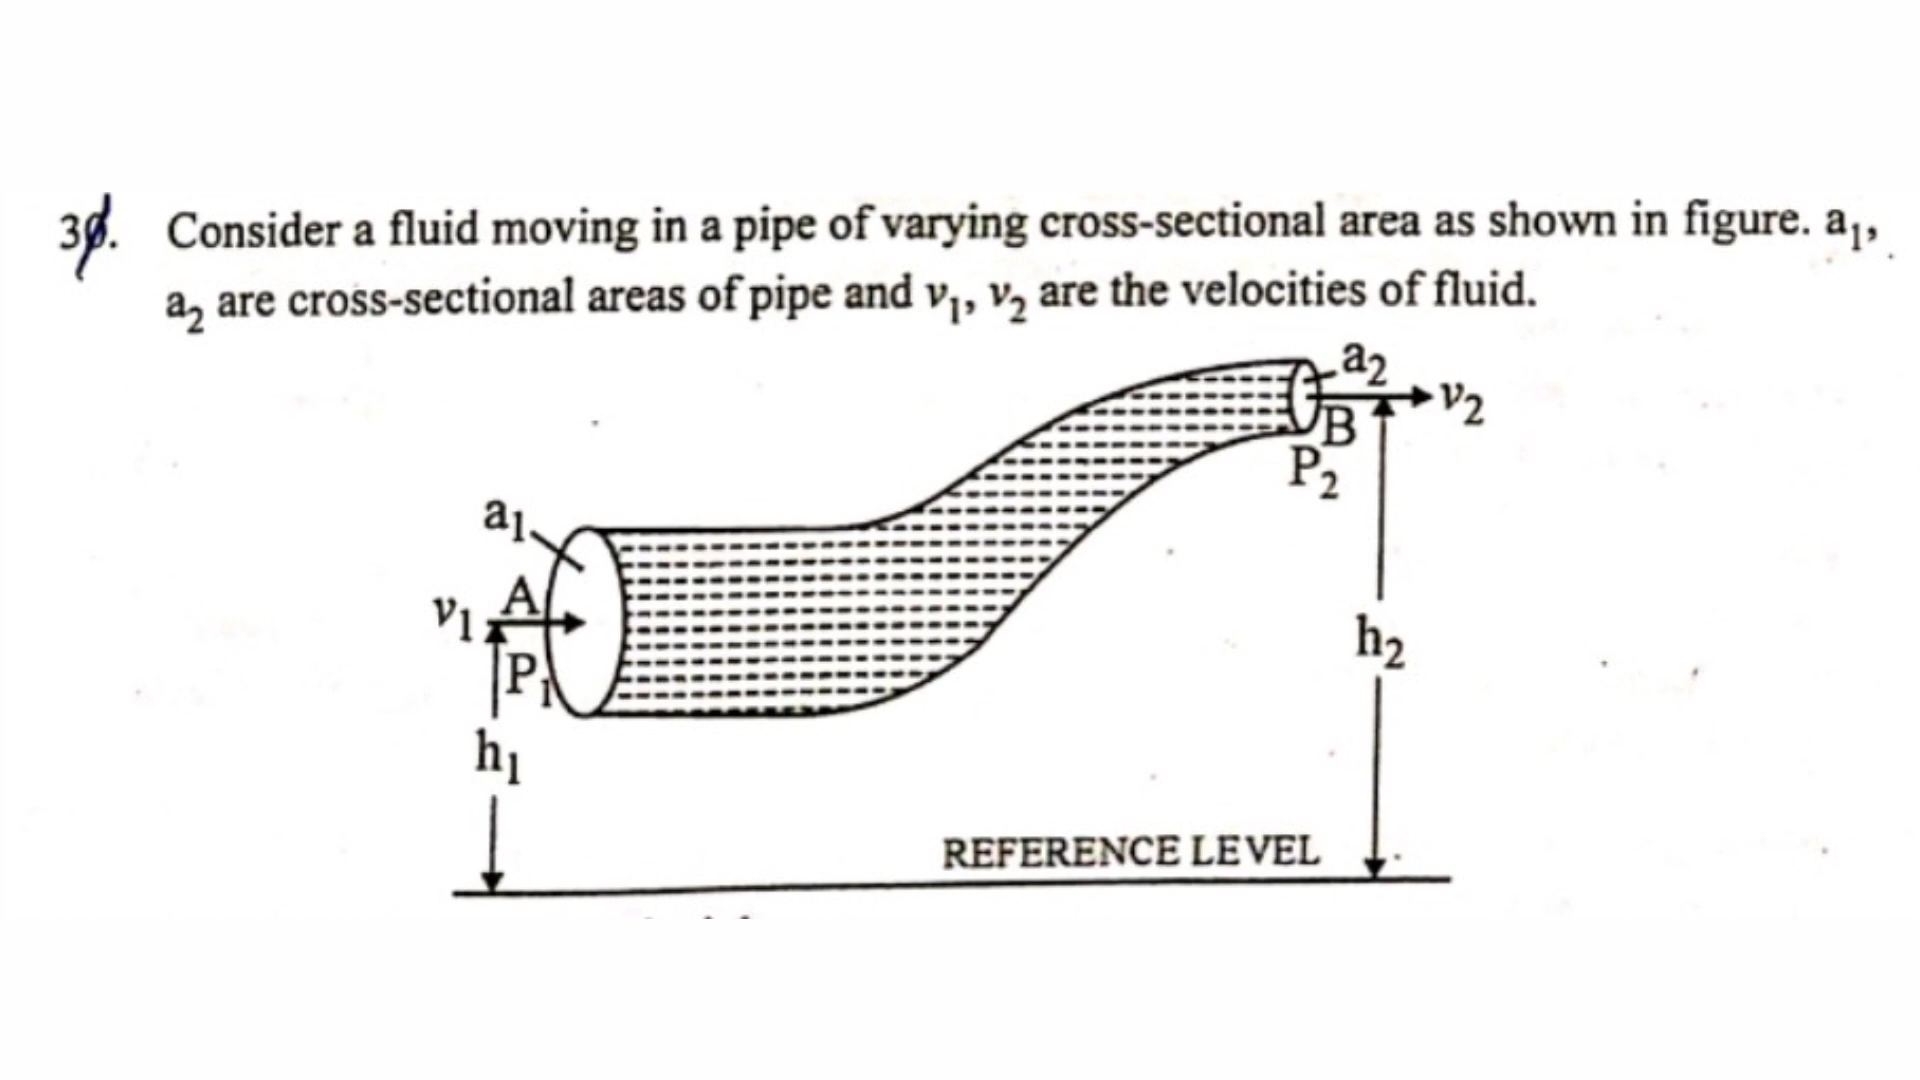 30. Consider a fluid moving in a pipe of varying cross-sectional area as shown in figure. a₁,
a₂ are cross-sectional areas of pipe and v₁, v₂ are the velocities of fluid.
a₂
v₂
B
P₂
a₁
A
v₁
P₁
h₂
h₁
REFERENCE LEVEL